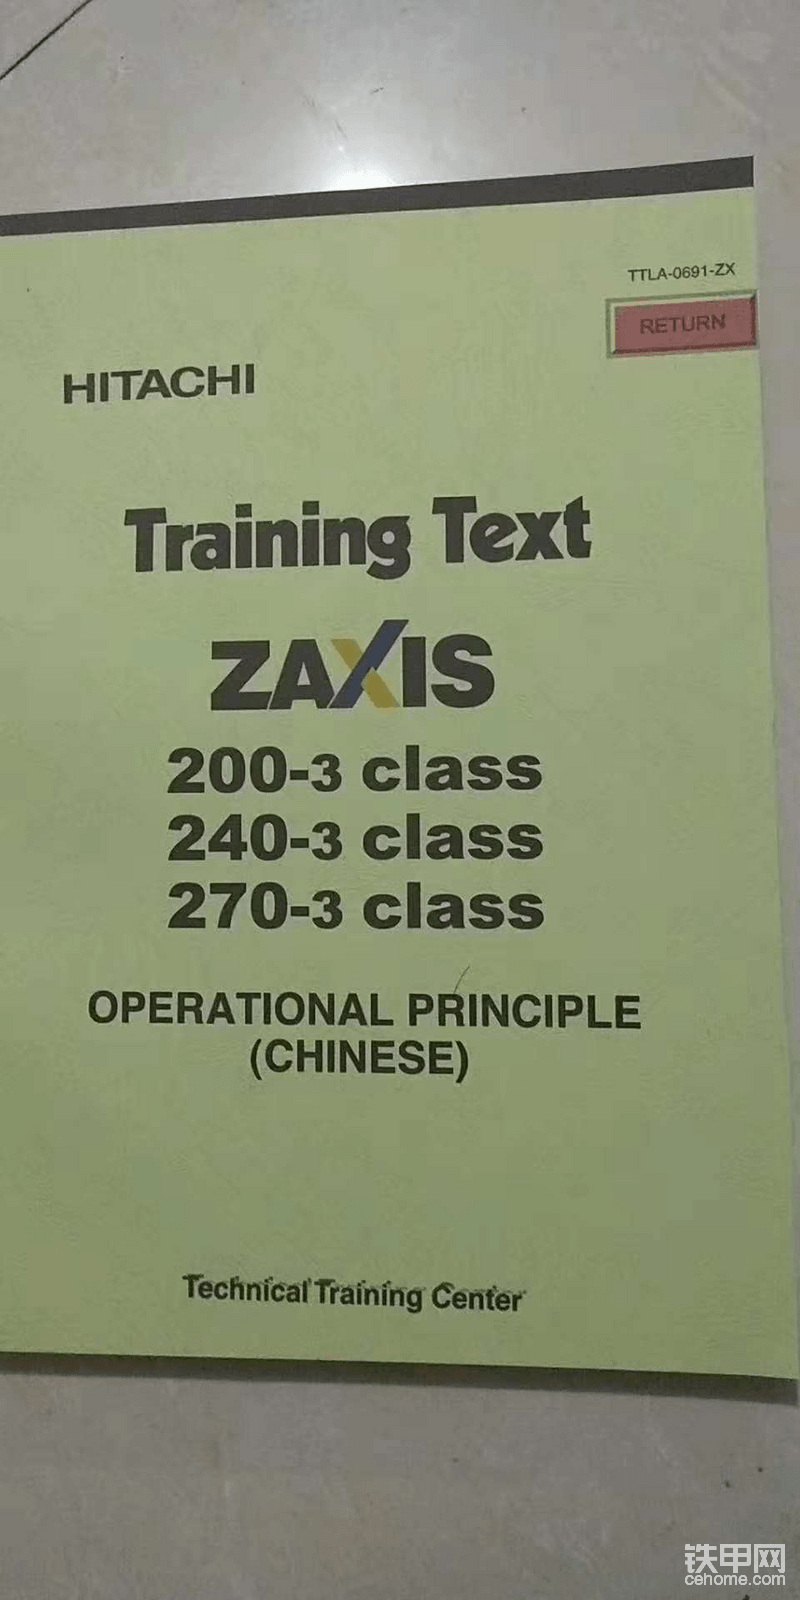 TTLA-0691-ZX
RETURN
HITACHI
Training Text
ZAXIS
200-3 class
240-3 class
270-3 class
OPERATIONAL PRINCIPLE
(CHINESE)
Technical Training Center
铁甲网
cehome.com